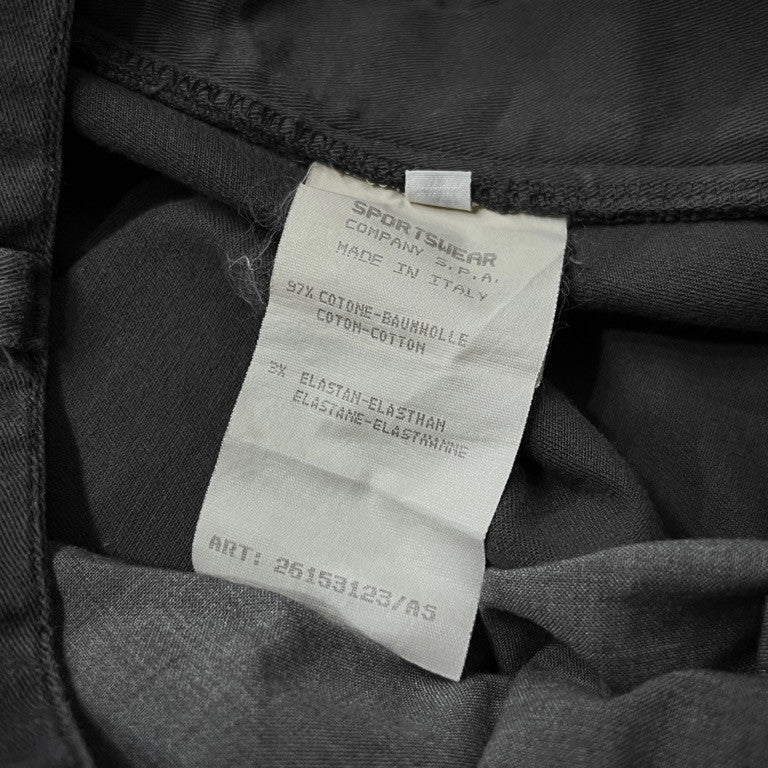 SPORTSWEAR
COMPANY S.P.A.
MADE IN ITALY
97% COTONE-BAUMWOLLE
COTON-COTTON
3% ELASTAN-ELASTHAN
ELASTANE-ELASTHANNE
ART: 26153123/A5